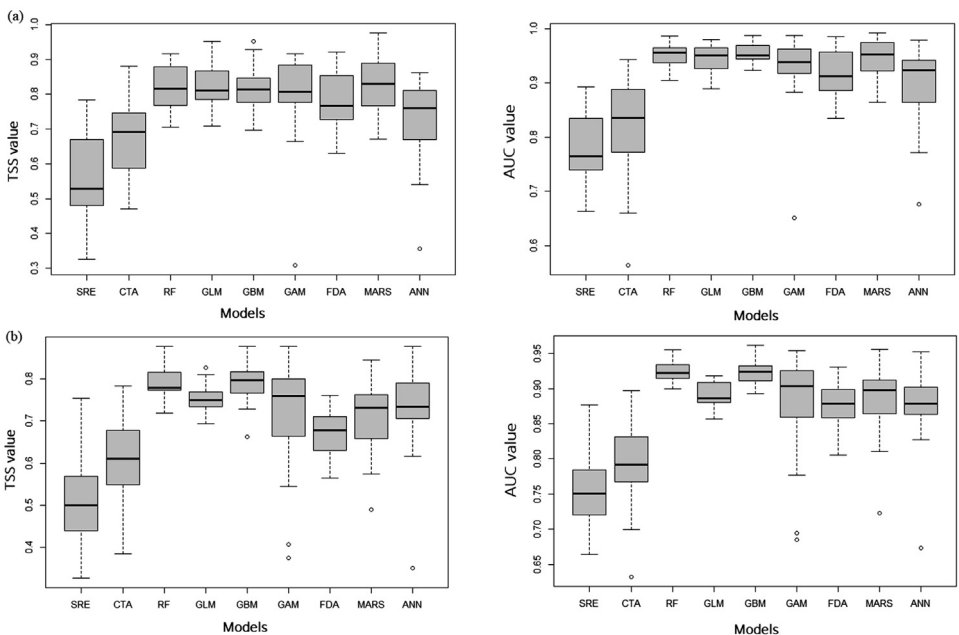 (a)
TSS value
1.0
0.9
0.8
0.7
0.6
0.5
0.4
0.3
SRE CTA RF GLM GBM GAM FDA MARS ANN
Models
AUC value
1.0
0.9
0.8
0.7
0.6
SRE CTA RF GLM GBM GAM FDA MARS ANN
Models
(b)
TSS value
0.8
0.7
0.6
0.5
0.4
SRE CTA RF GLM GBM GAM FDA MARS ANN
Models
AUC value
0.95
0.90
0.85
0.80
0.75
0.70
0.65
SRE CTA RF GLM GBM GAM FDA MARS ANN
Models